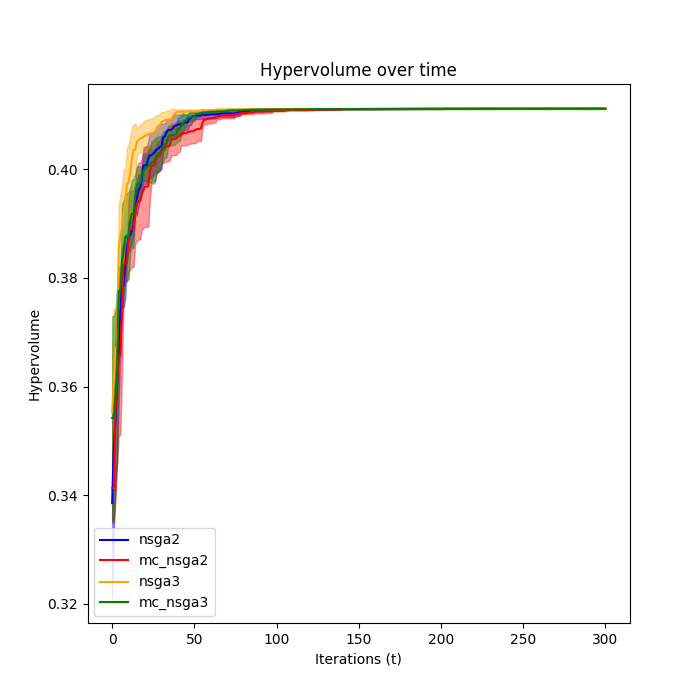 Hypervolume over time
Hypervolume
0.40
0.38
0.36
0.34
0.32
nsga2
mc_nsga2
nsga3
mc_nsga3
0 50 100 150 200 250 300
Iterations (t)